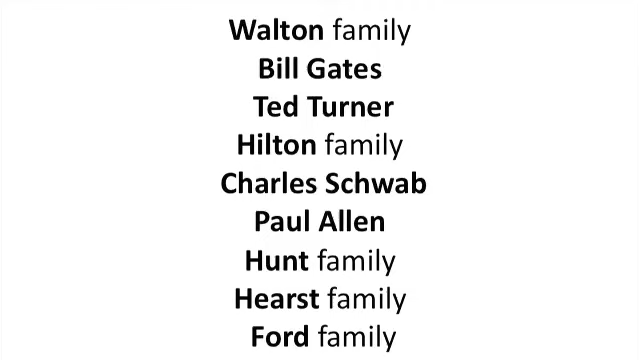 Walton family
Bill Gates
Ted Turner
Hilton family
Charles Schwab
Paul Allen
Hunt family
Hearst family
Ford family